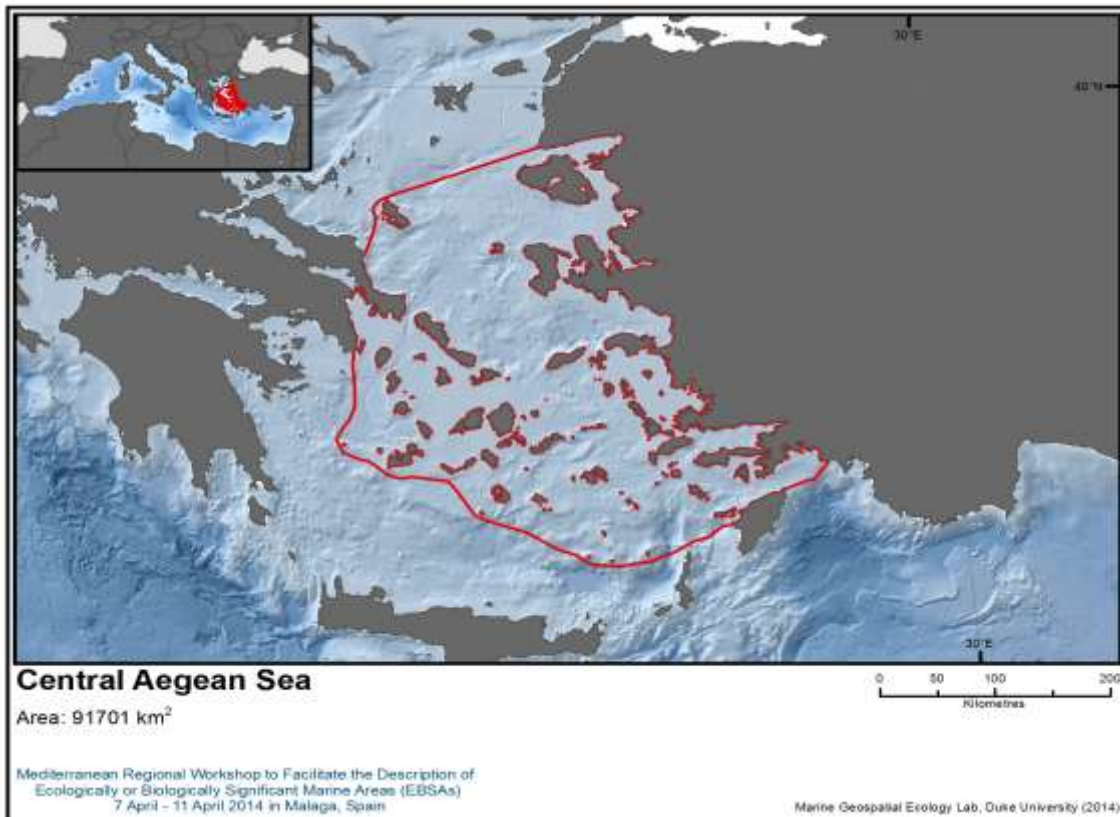 30°E
40°N
30°E
Central Aegean Sea
Area: 91701 km²
0 50 100 200
Kilometres
Mediterranean Regional Workshop to Facilitate the Description of
Ecologically or Biologically Significant Marine Areas (EBSAs)
7 April - 11 April 2014 in Malaga, Spain
Marine Geospatial Ecology Lab, Duke University (2014)